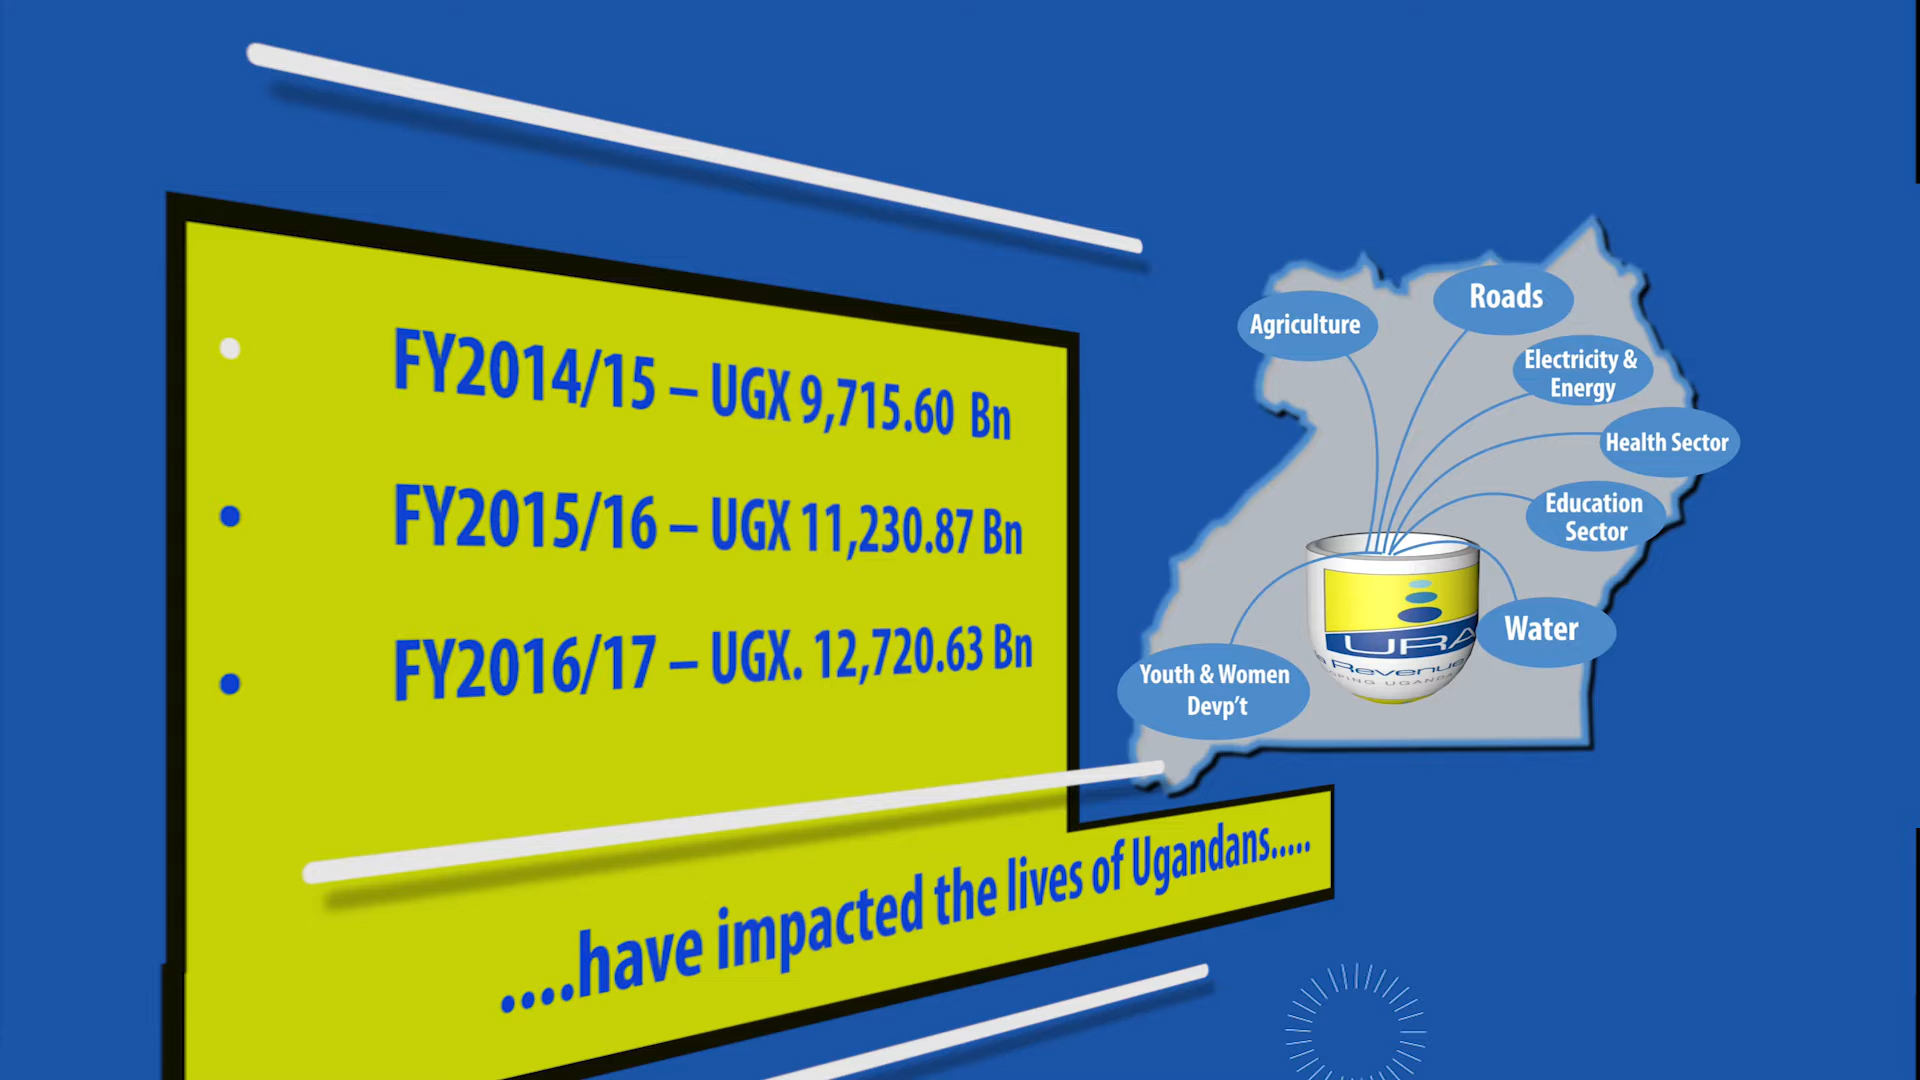 FY2014/15 – UGX 9,715.60 Bn
FY2015/16 – UGX 11,230.87 Bn
FY2016/17 – UGX. 12,720.63 Bn
....have impacted the lives of Ugandans.....
Agriculture
Roads
Electricity &
Energy
Health Sector
Education
Sector
Water
Youth & Women
Devp't
URA
Revenue